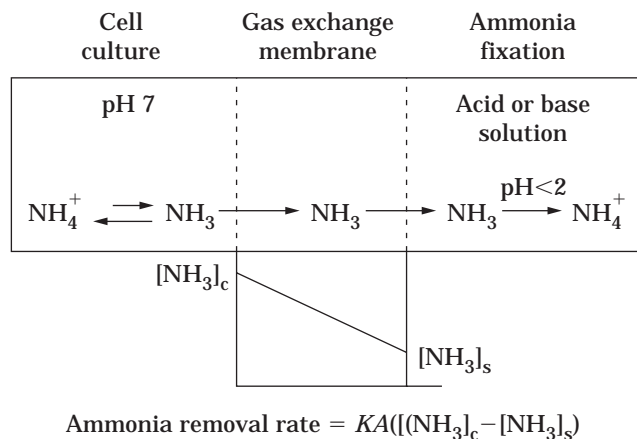 Cell culture
Gas exchange membrane
Ammonia fixation
pH 7
Acid or base solution
NH₄⁺ NH₃ NH₃ NH₃ pH<2 NH₄⁺
[NH₃]c
[NH₃]s
Ammonia removal rate = KA([(NH₃]c–[NH₃]s)